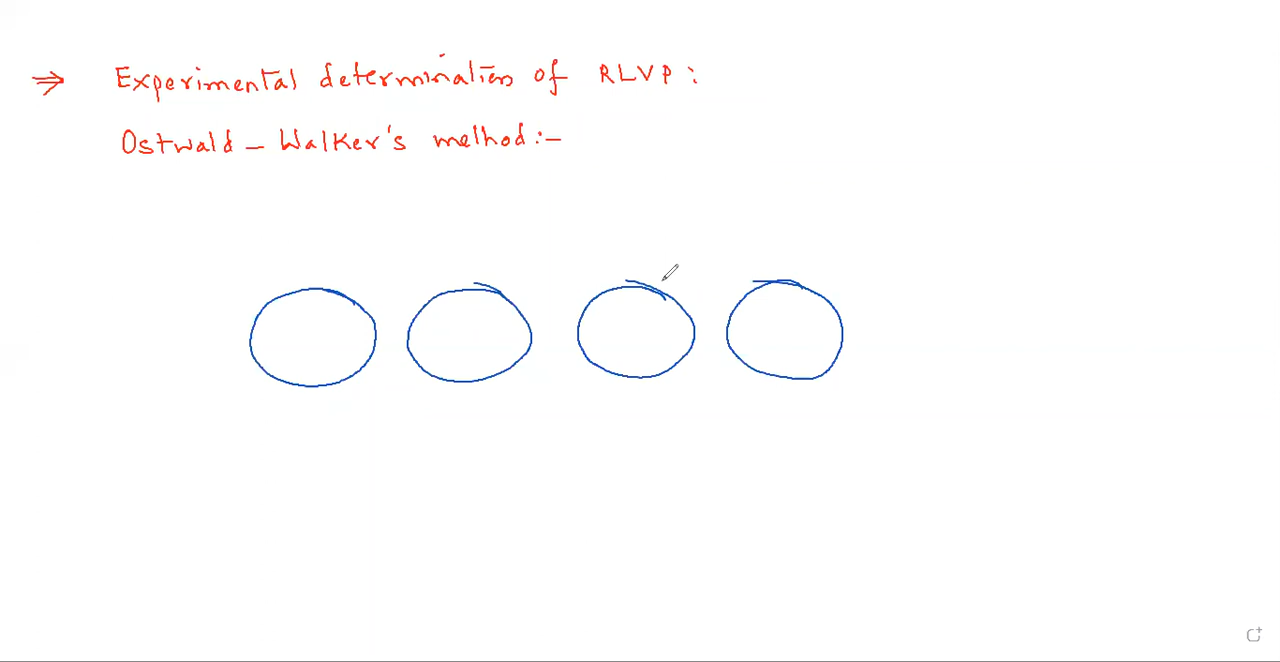 ⇒ Experimental determination of RLVP:
Ostwald - Walker's method:-